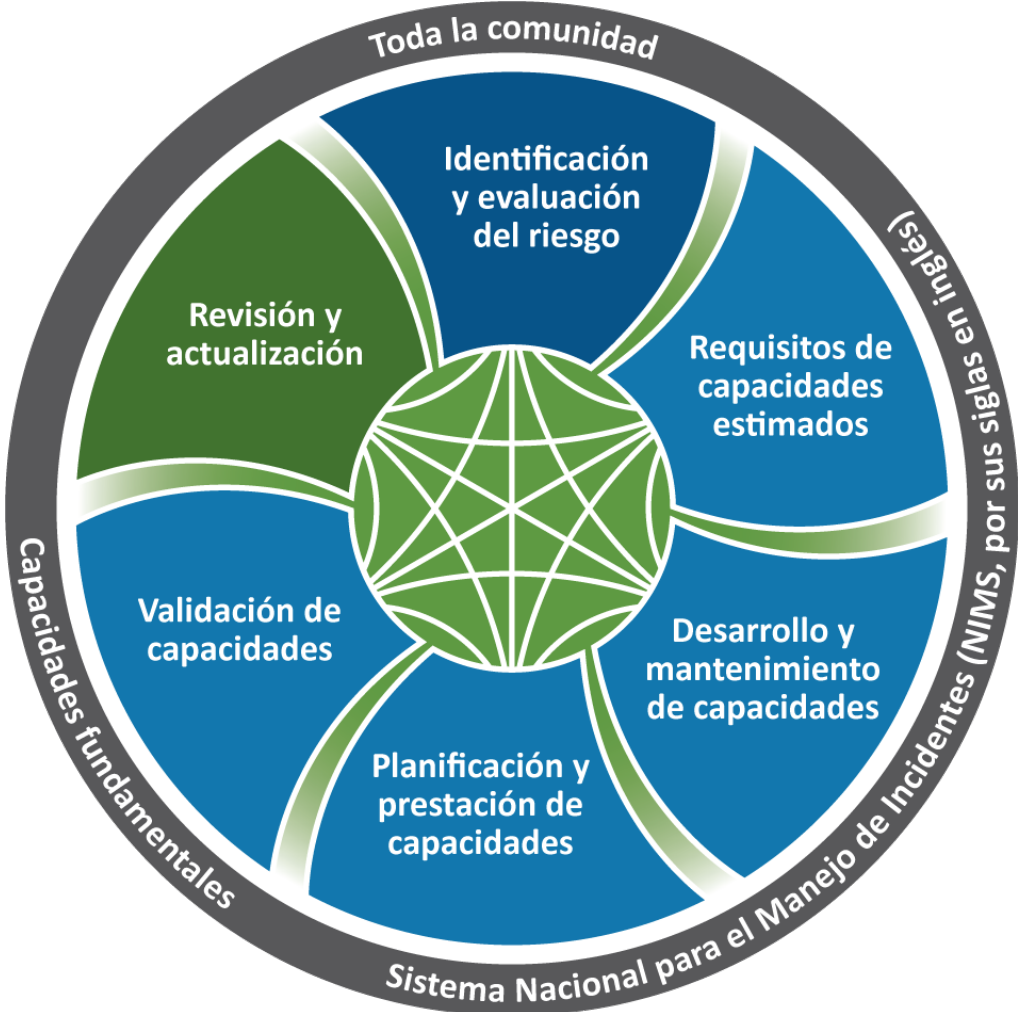 Toda la comunidad
Identificación
y evaluación
del riesgo
Requisitos de
capacidades
estimados
Desarrollo y
mantenimiento
de capacidades
Planificación y
prestación de
capacidades
Validación de
capacidades
Revisión y
actualización
Sistema Nacional para el Manejo de Incidentes (NIMS, por sus siglas en inglés)
Capacidades fundamentales